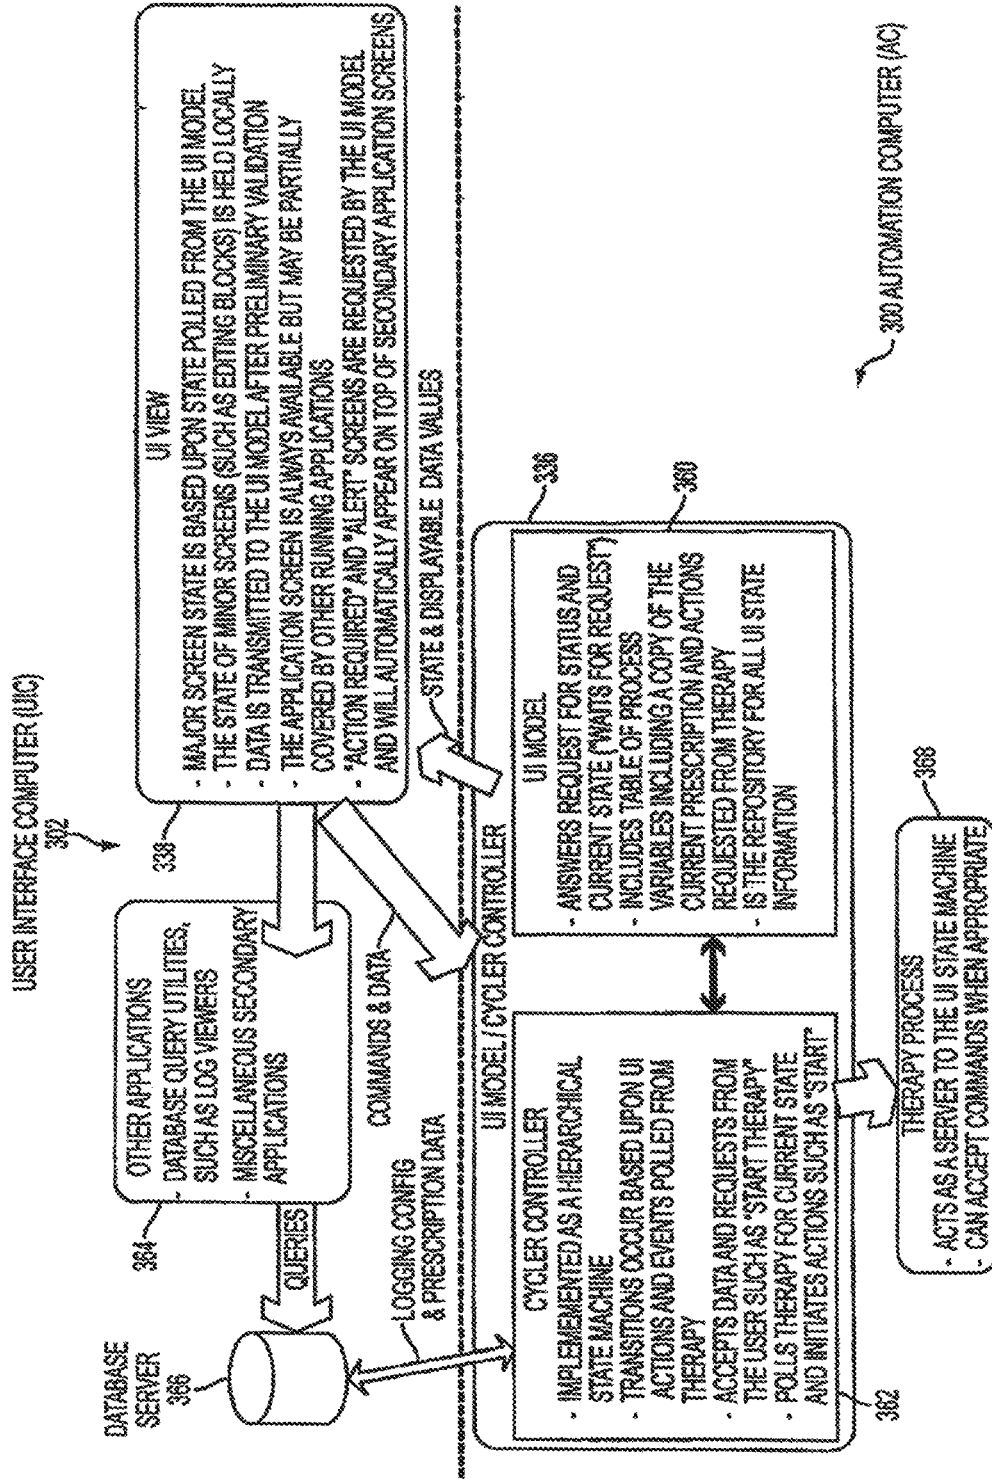 USER INTERFACE COMPUTER (UIC)
302
DATABASE
SERVER
366
QUERIES
364
OTHER APPLICATIONS
DATABASE QUERY UTILITIES,
SUCH AS LOG VIEWERS
MISCELLANEOUS SECONDARY
APPLICATIONS
338
UI VIEW
MAJOR SCREEN STATE IS BASED UPON STATE POLLED FROM THE UI MODEL
THE STATE OF MINOR SCREENS (SUCH AS EDITING BLOCKS) IS HELD LOCALLY
DATA IS TRANSMITTED TO THE UI MODEL AFTER PRELIMINARY VALIDATION
THE APPLICATION SCREEN IS ALWAYS AVAILABLE BUT MAY BE PARTIALLY
COVERED BY OTHER RUNNING APPLICATIONS
"ACTION REQUIRED" AND "ALERT" SCREENS ARE REQUESTED BY THE UI MODEL
AND WILL AUTOMATICALLY APPEAR ON TOP OF SECONDARY APPLICATION SCREENS
LOGGING CONFIG
& PRESCRIPTION DATA
COMMANDS & DATA
STATE & DISPLAYABLE DATA VALUES
UI MODEL / CYCLER CONTROLLER
336
CYCLER CONTROLLER
IMPLEMENTED AS A HIERARCHICAL
STATE MACHINE
TRANSITIONS OCCUR BASED UPON UI
ACTIONS AND EVENTS POLLED FROM
THERAPY
ACCEPTS DATA AND REQUESTS FROM
THE USER SUCH AS "START THERAPY"
POLLS THERAPY FOR CURRENT STATE
AND INITIATES ACTIONS SUCH AS "START"
362
UI MODEL
ANSWERS REQUEST FOR STATUS AND
CURRENT STATE ("WAITS FOR REQUEST")
INCLUDES TABLE OF PROCESS
VARIABLES INCLUDING A COPY OF THE
CURRENT PRESCRIPTION AND ACTIONS
REQUESTED FROM THERAPY
IS THE REPOSITORY FOR ALL UI STATE
INFORMATION
360
THERAPY PROCESS
ACTS AS A SERVER TO THE UI STATE MACHINE
CAN ACCEPT COMMANDS WHEN APPROPRIATE
368
300 AUTOMATION COMPUTER (AC)